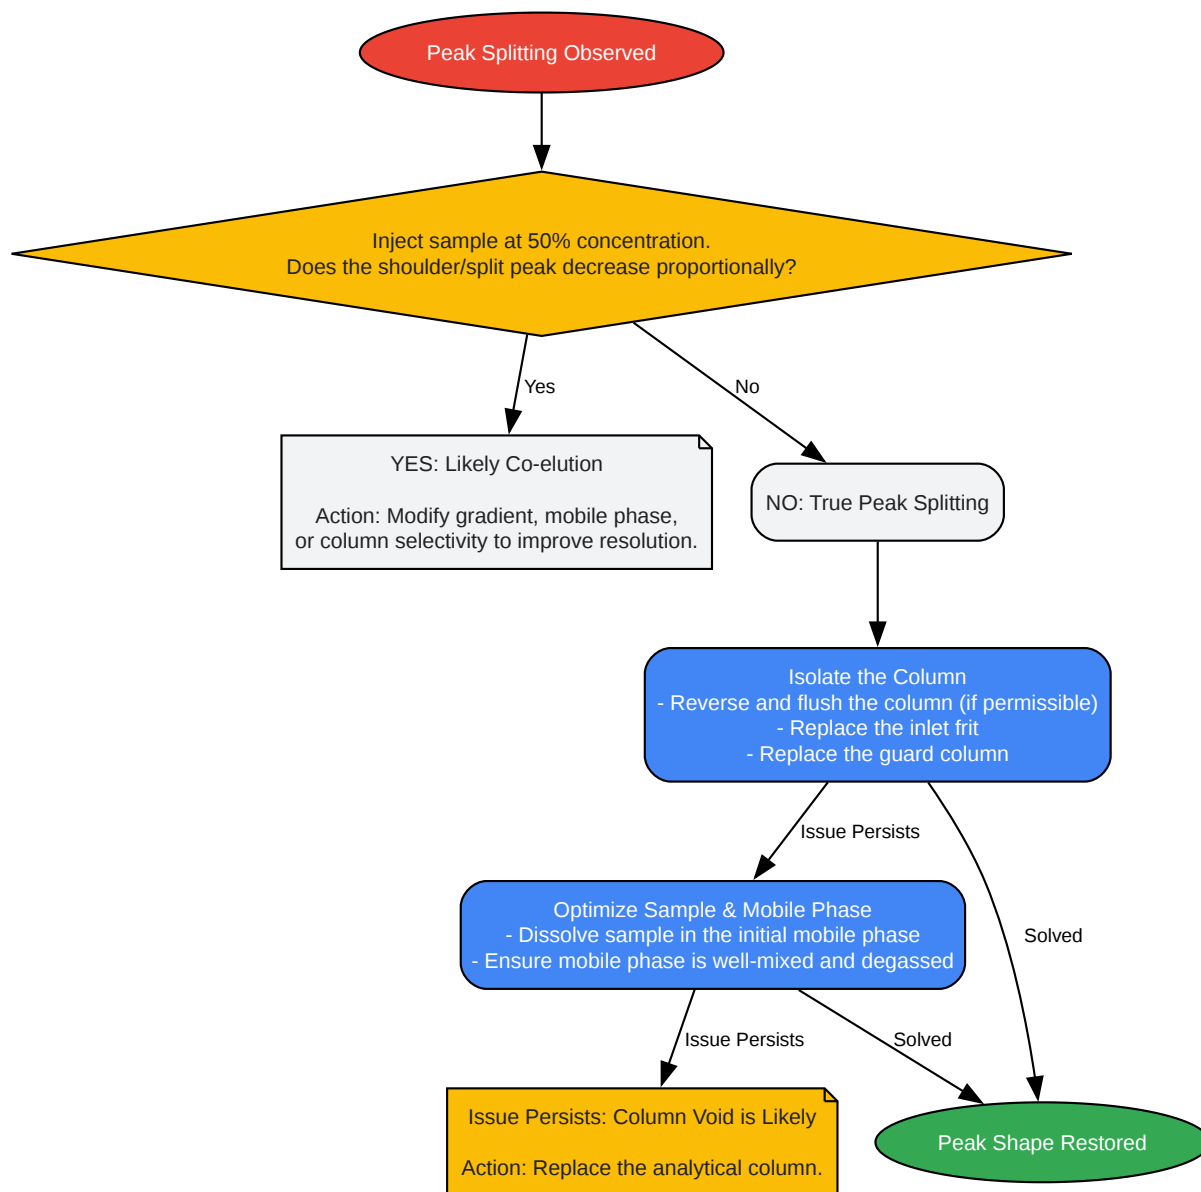 Peak Splitting Observed
Inject sample at 50% concentration.
Does the shoulder/split peak decrease proportionally?
Yes
No
YES: Likely Co-elution
Action: Modify gradient, mobile phase,
or column selectivity to improve resolution.
NO: True Peak Splitting
Isolate the Column
- Reverse and flush the column (if permissible)
- Replace the inlet frit
- Replace the guard column
Issue Persists
Solved
Optimize Sample & Mobile Phase
- Dissolve sample in the initial mobile phase
- Ensure mobile phase is well-mixed and degassed
Issue Persists
Solved
Issue Persists: Column Void is Likely
Action: Replace the analytical column.
Peak Shape Restored